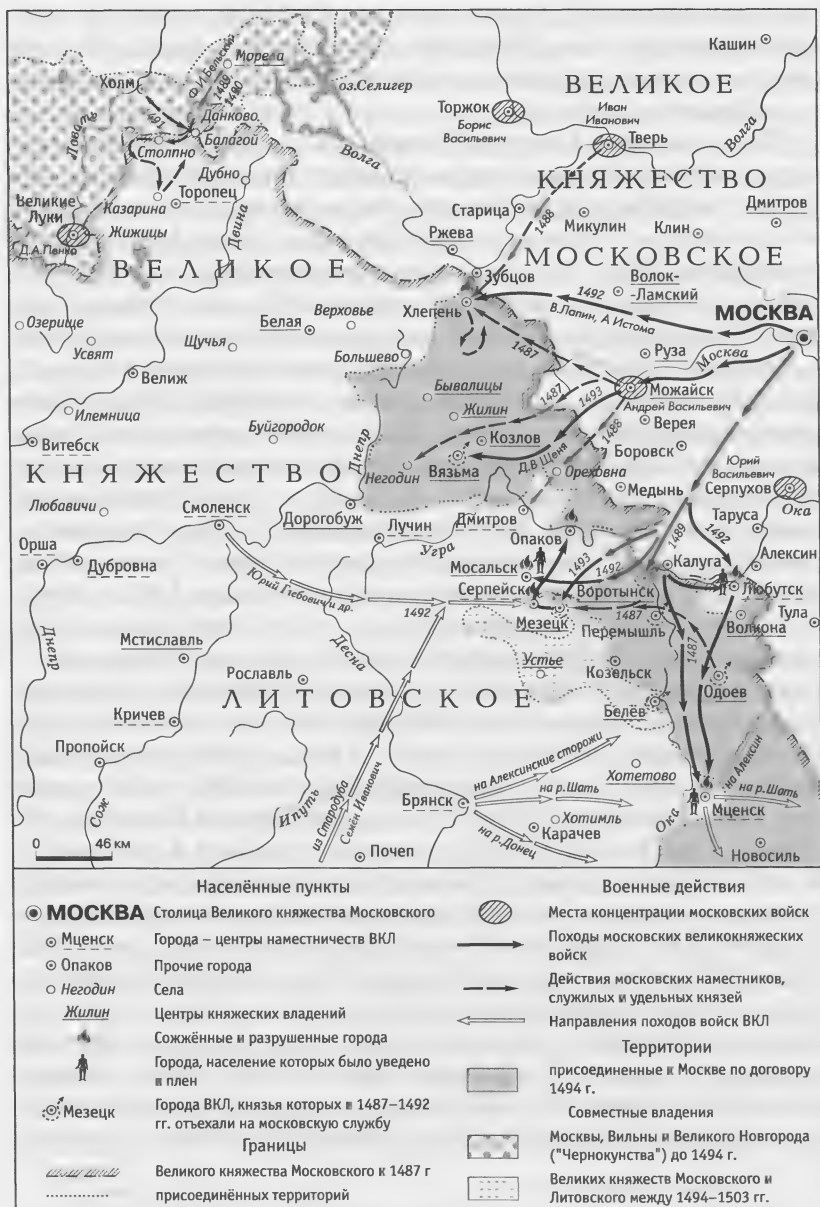 Кашин
Морева
Ф.И.Бельский
1489
1490
оз.Селигер
Холм
ВЕЛИКОЕ
Торжок
Борис
Васильевич
Иван
Иванович
Волга
Ловать
1491
Данково
Балагой
Столпно
Волга
Тверь
Дубно
КНЯЖЕСТВО
Великие
Луки
Казарина
Торопец
Старица
1488
Микулин
Клин
Дмитров
Д.А.Пенко
Жижицы
Двина
Ржева
ВЕЛИКОЕ
МОСКОВСКОЕ
Зубцов
Волок-
-Ламский
1492
В.Лапин, А Истома
МОСКВА
Хлепень
Озерище
Усвят
Щучья
Верховье
Белая
Большево
1487
Руза
Москва
Велиж
Бывалицы
1487
1493
Можайск
Андрей Васильевич
Илемница
Жилин
1488
Верея
Витебск
Буйгородок
Козлов
Боровск
Вязьма
Д.В Щеня
Ореховна
Юрий
Васильевич
КНЯЖЕСТВО
Днепр
Негодин
Медынь
Серпухов
Любавичи
Смоленск
Дорогобуж
Лучин
Дмитров
Таруса
Ока
Орша
Дубровна
Угра
Опаков
1489
1492
Алексин
Мосальск
1493
Калуга
Юрий Глебович и др.
1492
Серпейск
1492
Воротынск
Любутск
Мезецк
1487
Тула
Днепр
Мстиславль
Десна
Перемышль
Волкона
Рославль
Устье
Козельск
1487
Одоев
ЛИТОВСКОЕ
Белёв
Кричев
Пропойск
на Алексинские сторожи
Хотетово
на Алексин
Сож
Ипуть
из Стародуба
Семён Иванович
Брянск
на р.Шать
на р.Шать
Ока
Мценск
Хотимль
Карачев
на р.Донец
0 46 км
Почеп
Новосиль
Населённые пункты
МОСКВА Столица Великого княжества Московского
Мценск Города – центры наместничеств ВКЛ
Опаков Прочие города
Негодин Села
Жилин Центры княжеских владений
Сожжённые и разрушенные города
Города, население которых было уведено
в плен
Мезецк Города ВКЛ, князья которых в 1487–1492
гг. отъехали на московскую службу
Границы
Великого княжества Московского к 1487 г
присоединённых территорий
Военные действия
Места концентрации московских войск
Походы московских великокняжеских
войск
Действия московских наместников,
служилых и удельных князей
Направления походов войск ВКЛ
Территории
присоединенные к Москве по договору
1494 г.
Совместные владения
Москвы, Вильны и Великого Новгорода
("Чернокунства") до 1494 г.
Великих княжеств Московского и
Литовского между 1494–1503 гг.